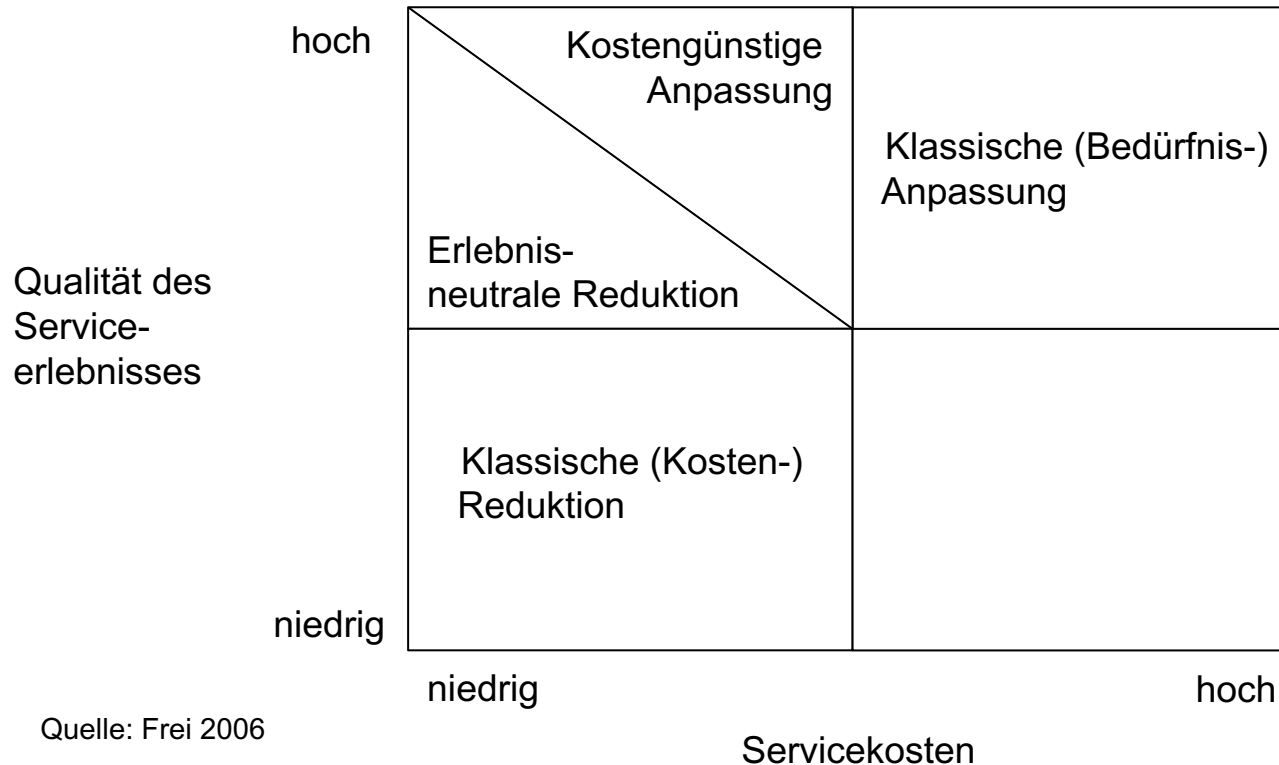 hoch
Kostengünstige
Anpassung
Klassische (Bedürfnis-)
Anpassung
Erlebnis-
neutrale Reduktion
Qualität des
Service-
erlebnisses
Klassische (Kosten-)
Reduktion
niedrig
niedrig
hoch
Quelle: Frei 2006
Servicekosten